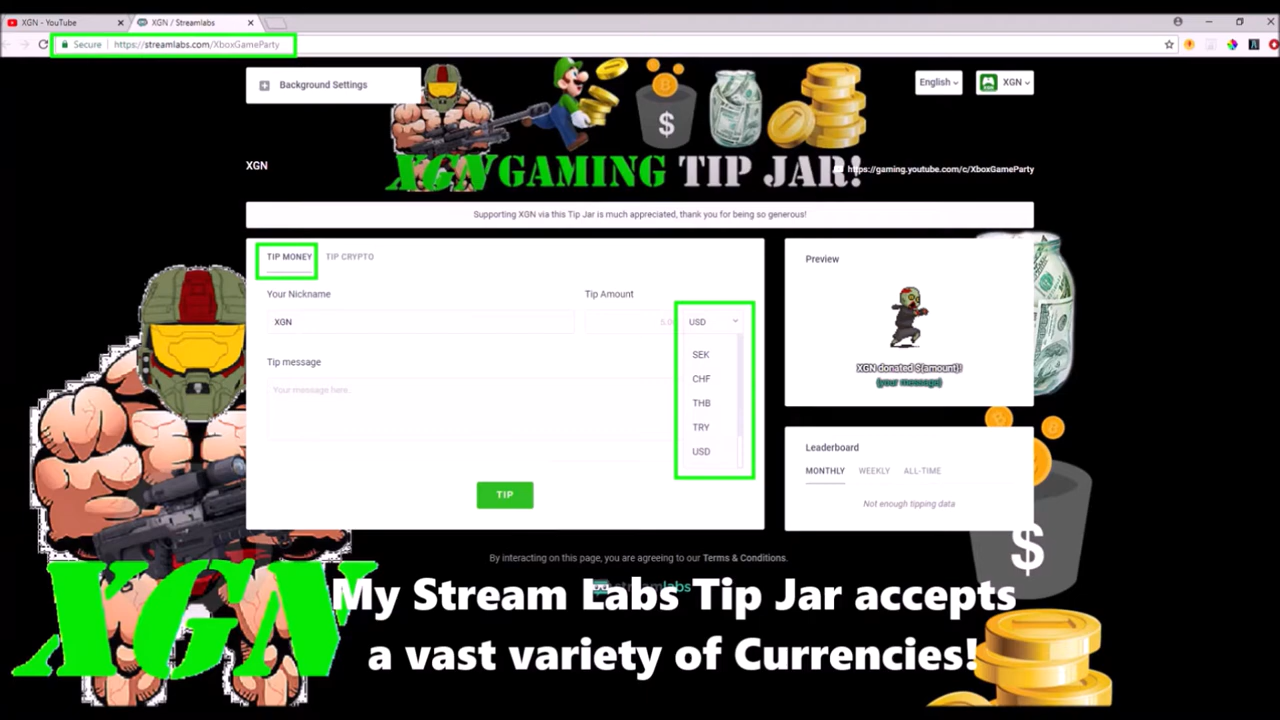 XGN - YouTube
XGN / Streamlabs
Secure
https://streamlabs.com/XboxGameParty
Background Settings
English
XGN
XGN GAMING TIP JAR!
XGN
https://gaming.youtube.com/c/XboxGameParty
Supporting XGN via this Tip Jar is much appreciated, thank you for being so generous!
TIP MONEY
TIP CRYPTO
Your Nickname
XGN
Tip Amount
USD
SEK
CHF
THB
TRY
USD
Tip message
Your message here.
TIP
Preview
XGN donated ${amount}!
{your message}
Leaderboard
MONTHLY
WEEKLY
ALL-TIME
Not enough tipping data
By interacting on this page, you are agreeing to our Terms & Conditions.
streamlabs
XGN
My Stream Labs Tip Jar accepts
a vast variety of Currencies!